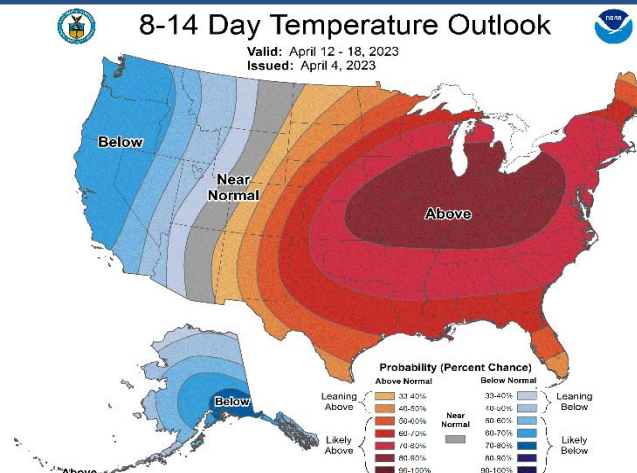 8-14 Day Temperature Outlook
Valid: April 12 - 18, 2023
Issued: April 4, 2023
NOAA
Below
Near
Normal
Above
Below
Above
Probability (Percent Chance)
Above Normal
Below Normal
Leaning
Above
Likely
Above
33-40%
40-50%
50-60%
60-70%
70-80%
80-90%
90-100%
Near
Normal
33-40%
40-50%
50-60%
60-70%
70-80%
80-90%
90-100%
Leaning
Below
Likely
Below